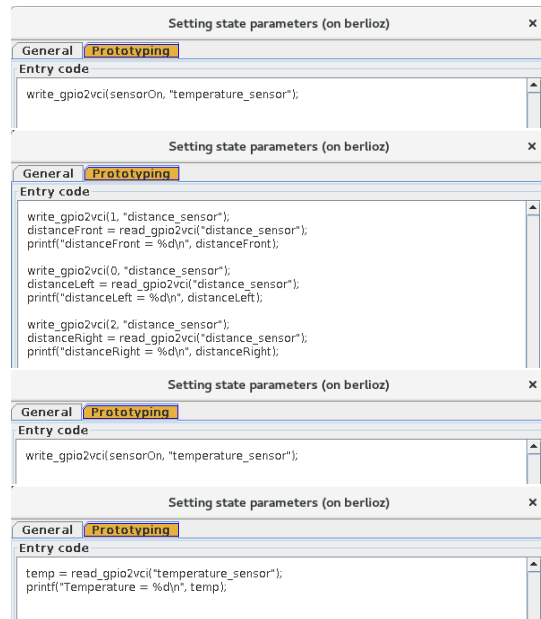 Setting state parameters (on berlioz) ×
General Prototyping
Entry code
write_gpio2vci(sensorOn, "temperature_sensor");
Setting state parameters (on berlioz) ×
General Prototyping
Entry code
write_gpio2vci(1, "distance_sensor");
distanceFront = read_gpio2vci("distance_sensor");
printf("distanceFront = %d\n", distanceFront);
write_gpio2vci(0, "distance_sensor");
distanceLeft = read_gpio2vci("distance_sensor");
printf("distanceLeft = %d\n", distanceLeft);
write_gpio2vci(2, "distance_sensor");
distanceRight = read_gpio2vci("distance_sensor");
printf("distanceRight = %d\n", distanceRight);
Setting state parameters (on berlioz) ×
General Prototyping
Entry code
write_gpio2vci(sensorOn, "temperature_sensor");
Setting state parameters (on berlioz) ×
General Prototyping
Entry code
temp = read_gpio2vci("temperature_sensor");
printf("Temperature = %d\n", temp);